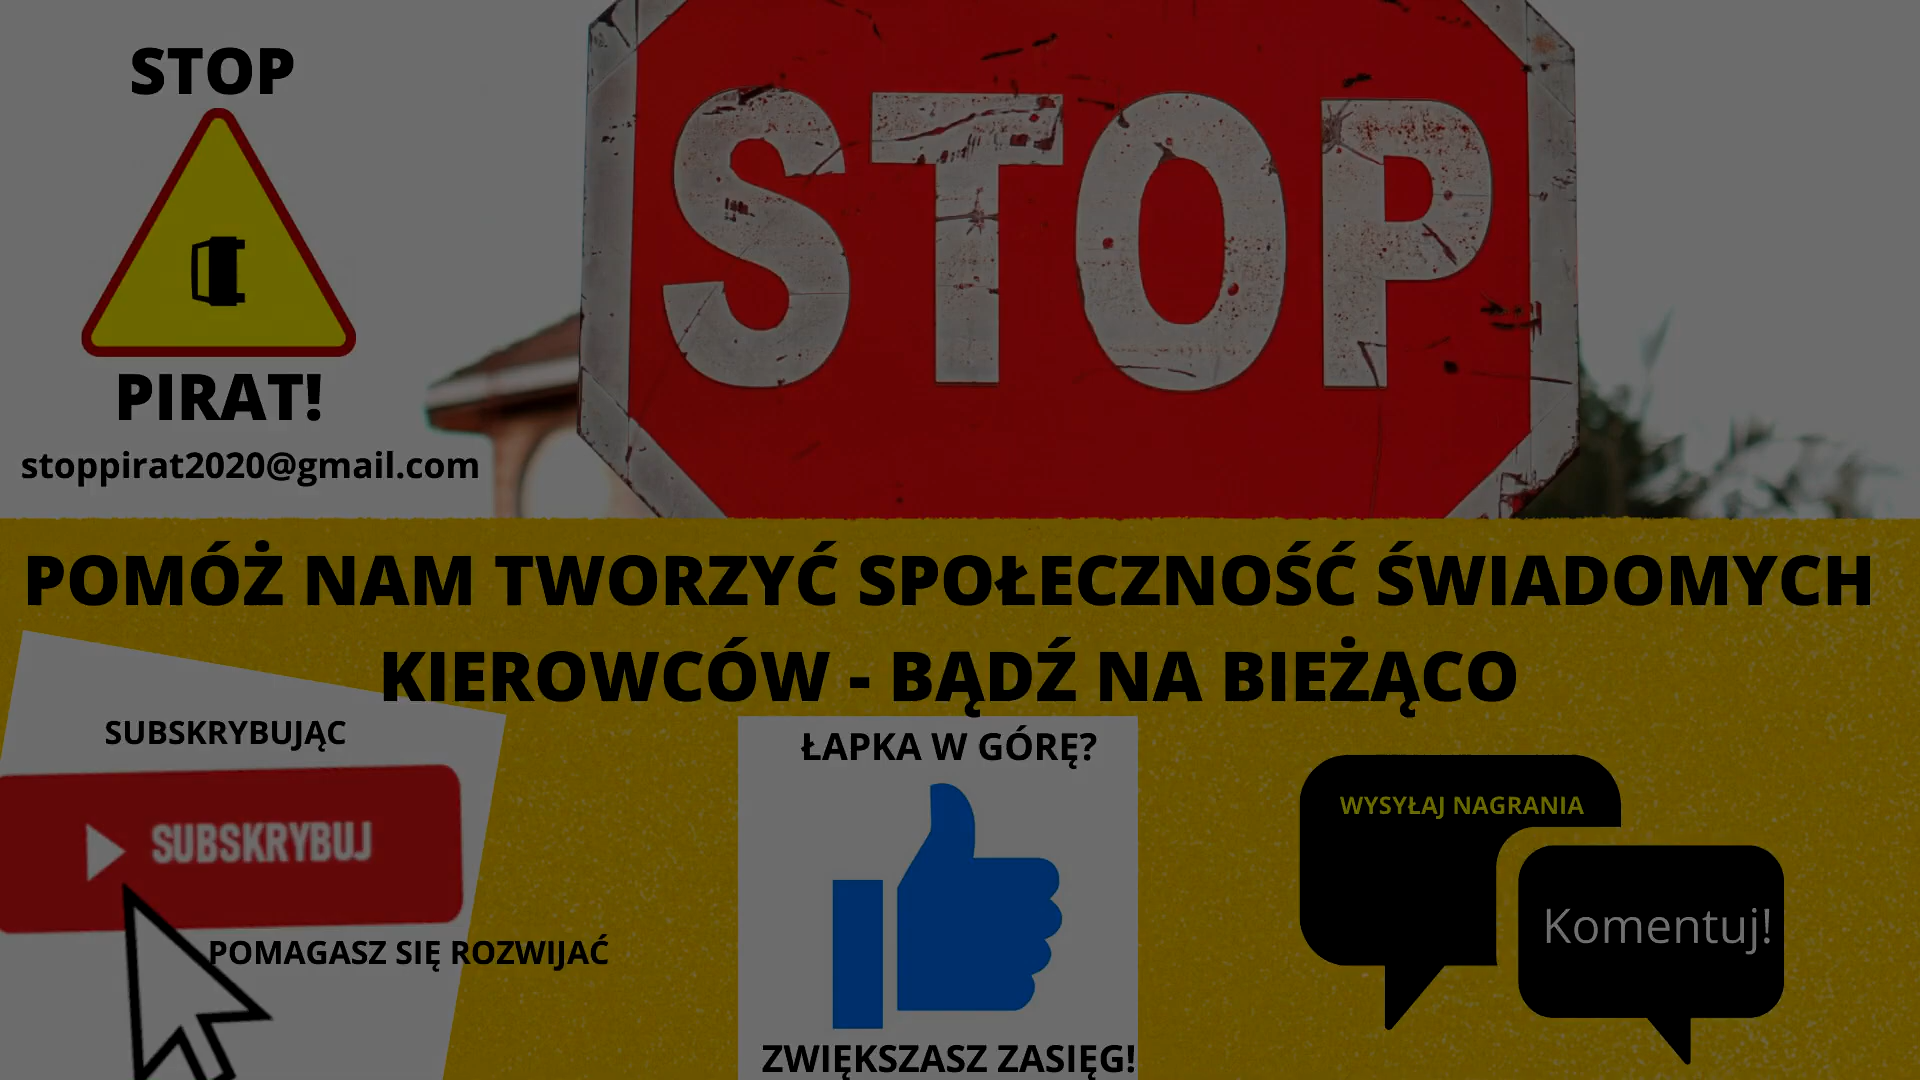 STOP
PIRAT!
stoppirat2020@gmail.com
STOP
POMÓŻ NAM TWORZYĆ SPOŁECZNOŚĆ ŚWIADOMYCH
KIEROWCÓW - BĄDŹ NA BIEŻĄCO
SUBSKRYBUJĄC
SUBSKRYBUJ
POMAGASZ SIĘ ROZWIJAĆ
ŁAPKA W GÓRĘ?
ZWIĘKSZASZ ZASIĘG!
WYSYŁAJ NAGRANIA
Komentuj!